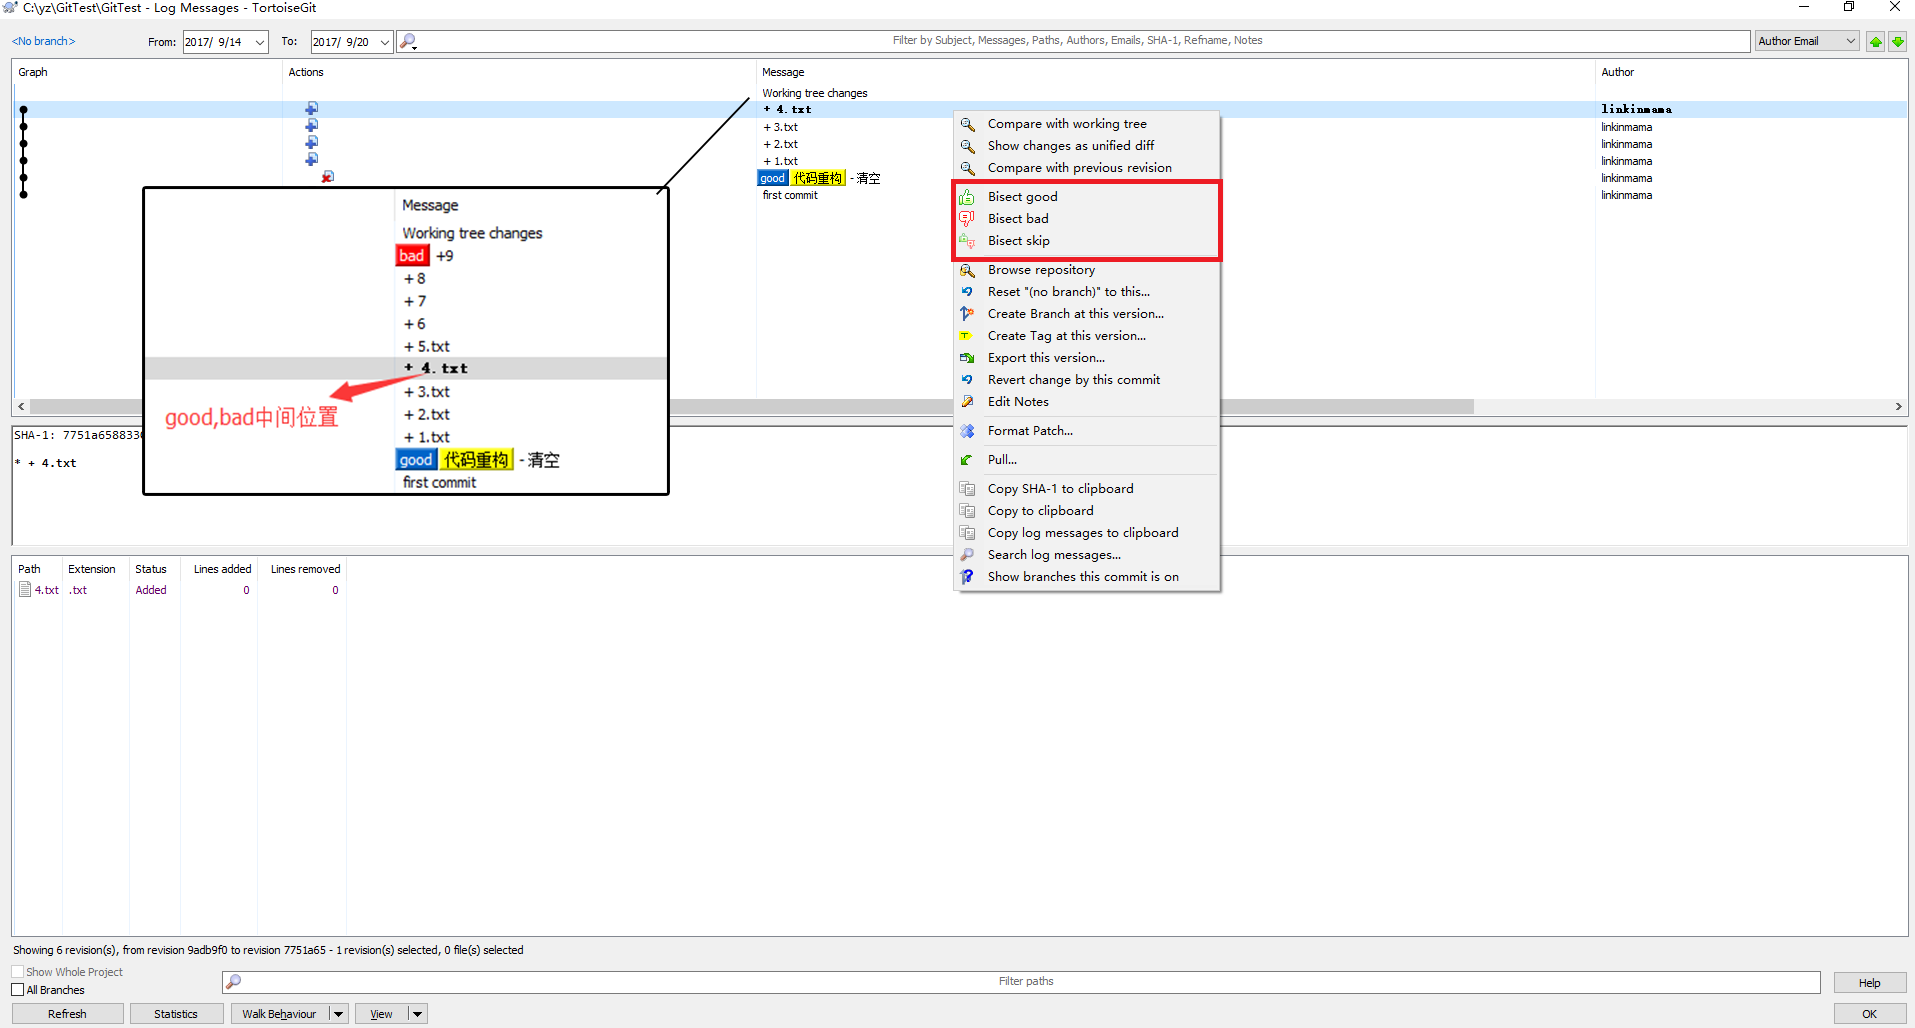 C:\yz\GitTest\GitTest - Log Messages - TortoiseGit
<No branch> From: 2017/ 9/14 To: 2017/ 9/20 Filter by Subject, Messages, Paths, Authors, Emails, SHA-1, Refname, Notes Author Email
Graph Actions Message Author
Working tree changes
+ 4.txt linkinmama
+ 3.txt linkinmama
+ 2.txt linkinmama
+ 1.txt linkinmama
good 代码重构 - 清空 linkinmama
first commit linkinmama
Message
Working tree changes
bad +9
+ 8
+ 7
+ 6
+ 5.txt
+ 4.txt
+ 3.txt
good,bad中间位置
+ 2.txt
+ 1.txt
good 代码重构 - 清空
first commit
Compare with working tree
Show changes as unified diff
Compare with previous revision
Bisect good
Bisect bad
Bisect skip
Browse repository
Reset "(no branch)" to this...
Create Branch at this version...
Create Tag at this version...
Export this version...
Revert change by this commit
Edit Notes
Format Patch...
Pull...
Copy SHA-1 to clipboard
Copy to clipboard
Copy log messages to clipboard
Search log messages...
Show branches this commit is on
SHA-1: 7751a658833
* + 4.txt
Path Extension Status Lines added Lines removed
4.txt .txt Added 0 0
Showing 6 revision(s), from revision 9adb9f0 to revision 7751a65 - 1 revision(s) selected, 0 file(s) selected
Show Whole Project
All Branches
Filter paths
Help
Refresh Statistics Walk Behaviour View OK